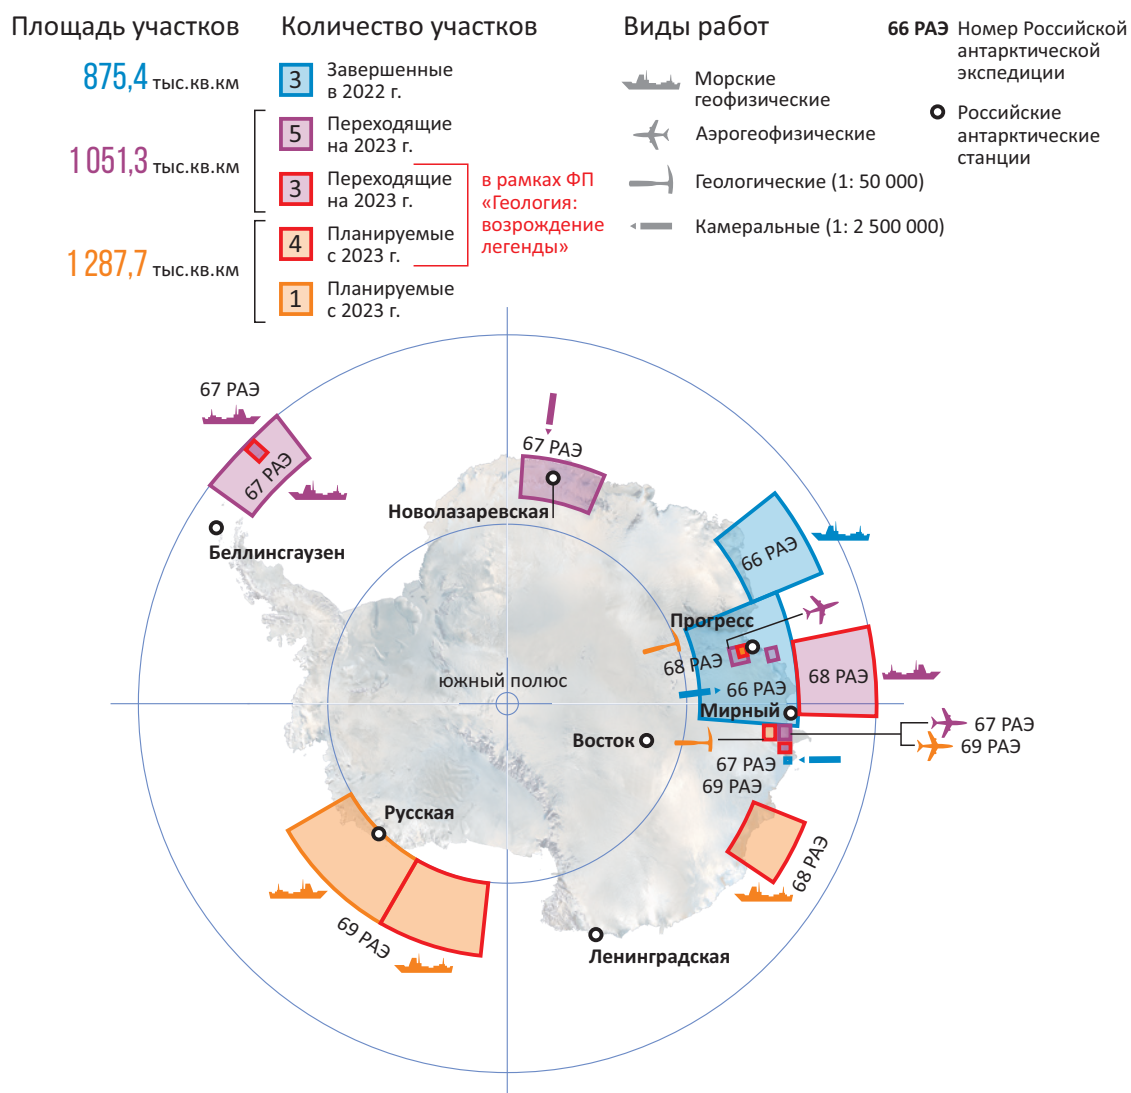 Площадь участков
875,4 тыс.кв.км
1 051,3 тыс.кв.км
1 287,7 тыс.кв.км
Количество участков
3 Завершенные
в 2022 г.
5 Переходящие
на 2023 г.
3 Переходящие
на 2023 г.
4 Планируемые
с 2023 г.
1 Планируемые
с 2023 г.
в рамках ФП
«Геология:
возрождение
легенды»
Виды работ
Морские
геофизические
Аэрогеофизические
Геологические (1: 50 000)
Камеральные (1: 2 500 000)
66 РАЭ Номер Российской
антарктической
экспедиции
Российские
антарктические
станции
67 РАЭ
67 РАЭ
Беллинсгаузен
67 РАЭ
Новолазаревская
66 РАЭ
Прогресс
68 РАЭ
68 РАЭ
66 РАЭ
южный полюс
Мирный
Восток
67 РАЭ
69 РАЭ
67 РАЭ
69 РАЭ
Русская
68 РАЭ
69 РАЭ
Ленинградская